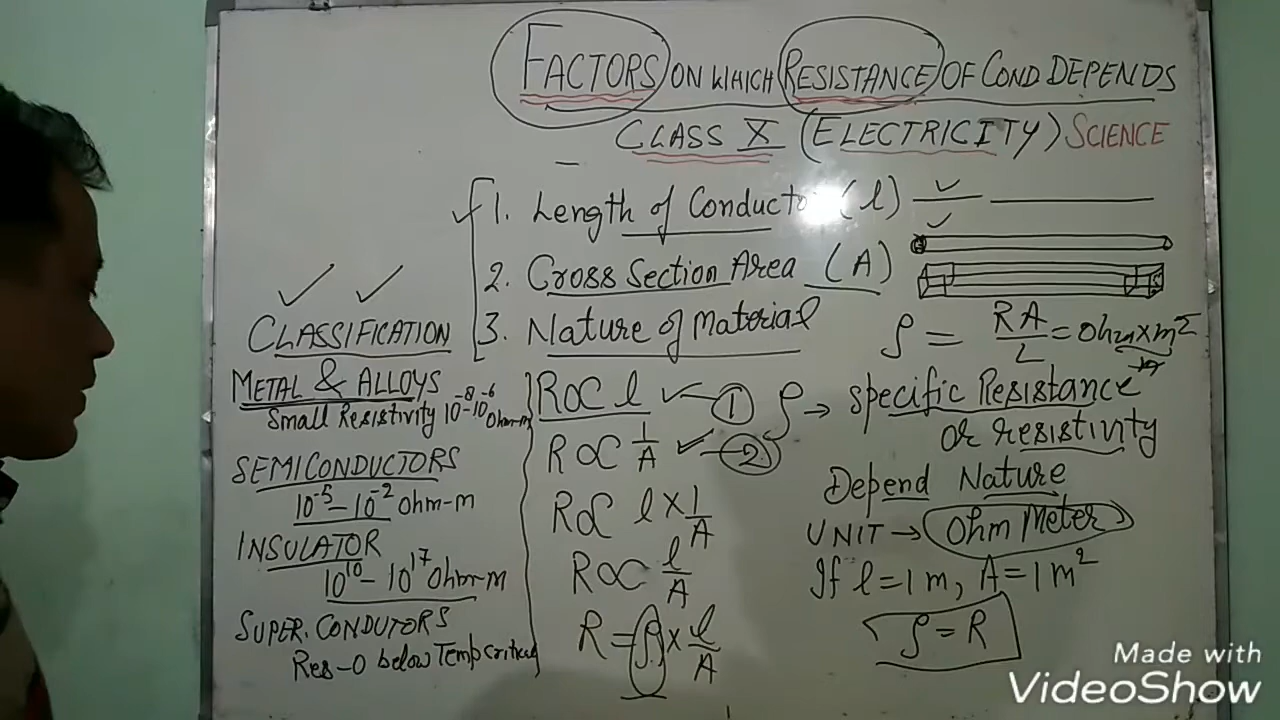 FACTORS ON WHICH RESISTANCE OF COND DEPENDS
CLASS X (ELECTRICITY) SCIENCE
1. Length of Conducto (l)
2. Cross Section Area (A)
3. Nature of Material
CLASSIFICATION
METAL & ALLOYS
Small Resistivity 10⁻⁸-10⁻⁶ Ohm-m
SEMICONDUCTORS
10⁻⁵ – 10⁻² Ohm-m
INSULATOR
10¹⁰ – 10¹⁷ Ohm-m
SUPER. CONDUTORS
Res-0 below Temp critical
R ∝ l ①
R ∝ 1/A ②
R ∝ l × 1/A
R ∝ l/A
R = ρ × l/A
ρ = RA/L = Ohm×m²/m
ρ → specific Resistance
or resistivity
Depend Nature
UNIT → Ohm Meter
If l = 1 m, A = 1 m²
ρ = R
Made with
VideoShow